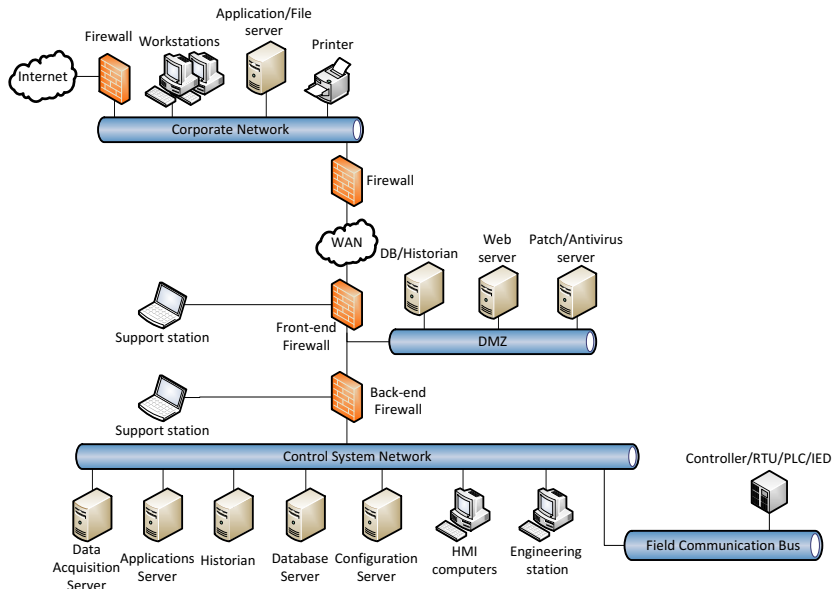 Application/File
server
Firewall
Workstations
Printer
Internet
Corporate Network
Firewall
WAN
DB/Historian
Web
server
Patch/Antivirus
server
Support station
Front-end
Firewall
DMZ
Back-end
Firewall
Support station
Control System Network
Controller/RTU/PLC/IED
Data
Acquisition
Server
Applications
Server
Historian
Database
Server
Configuration
Server
HMI
computers
Engineering
station
Field Communication Bus